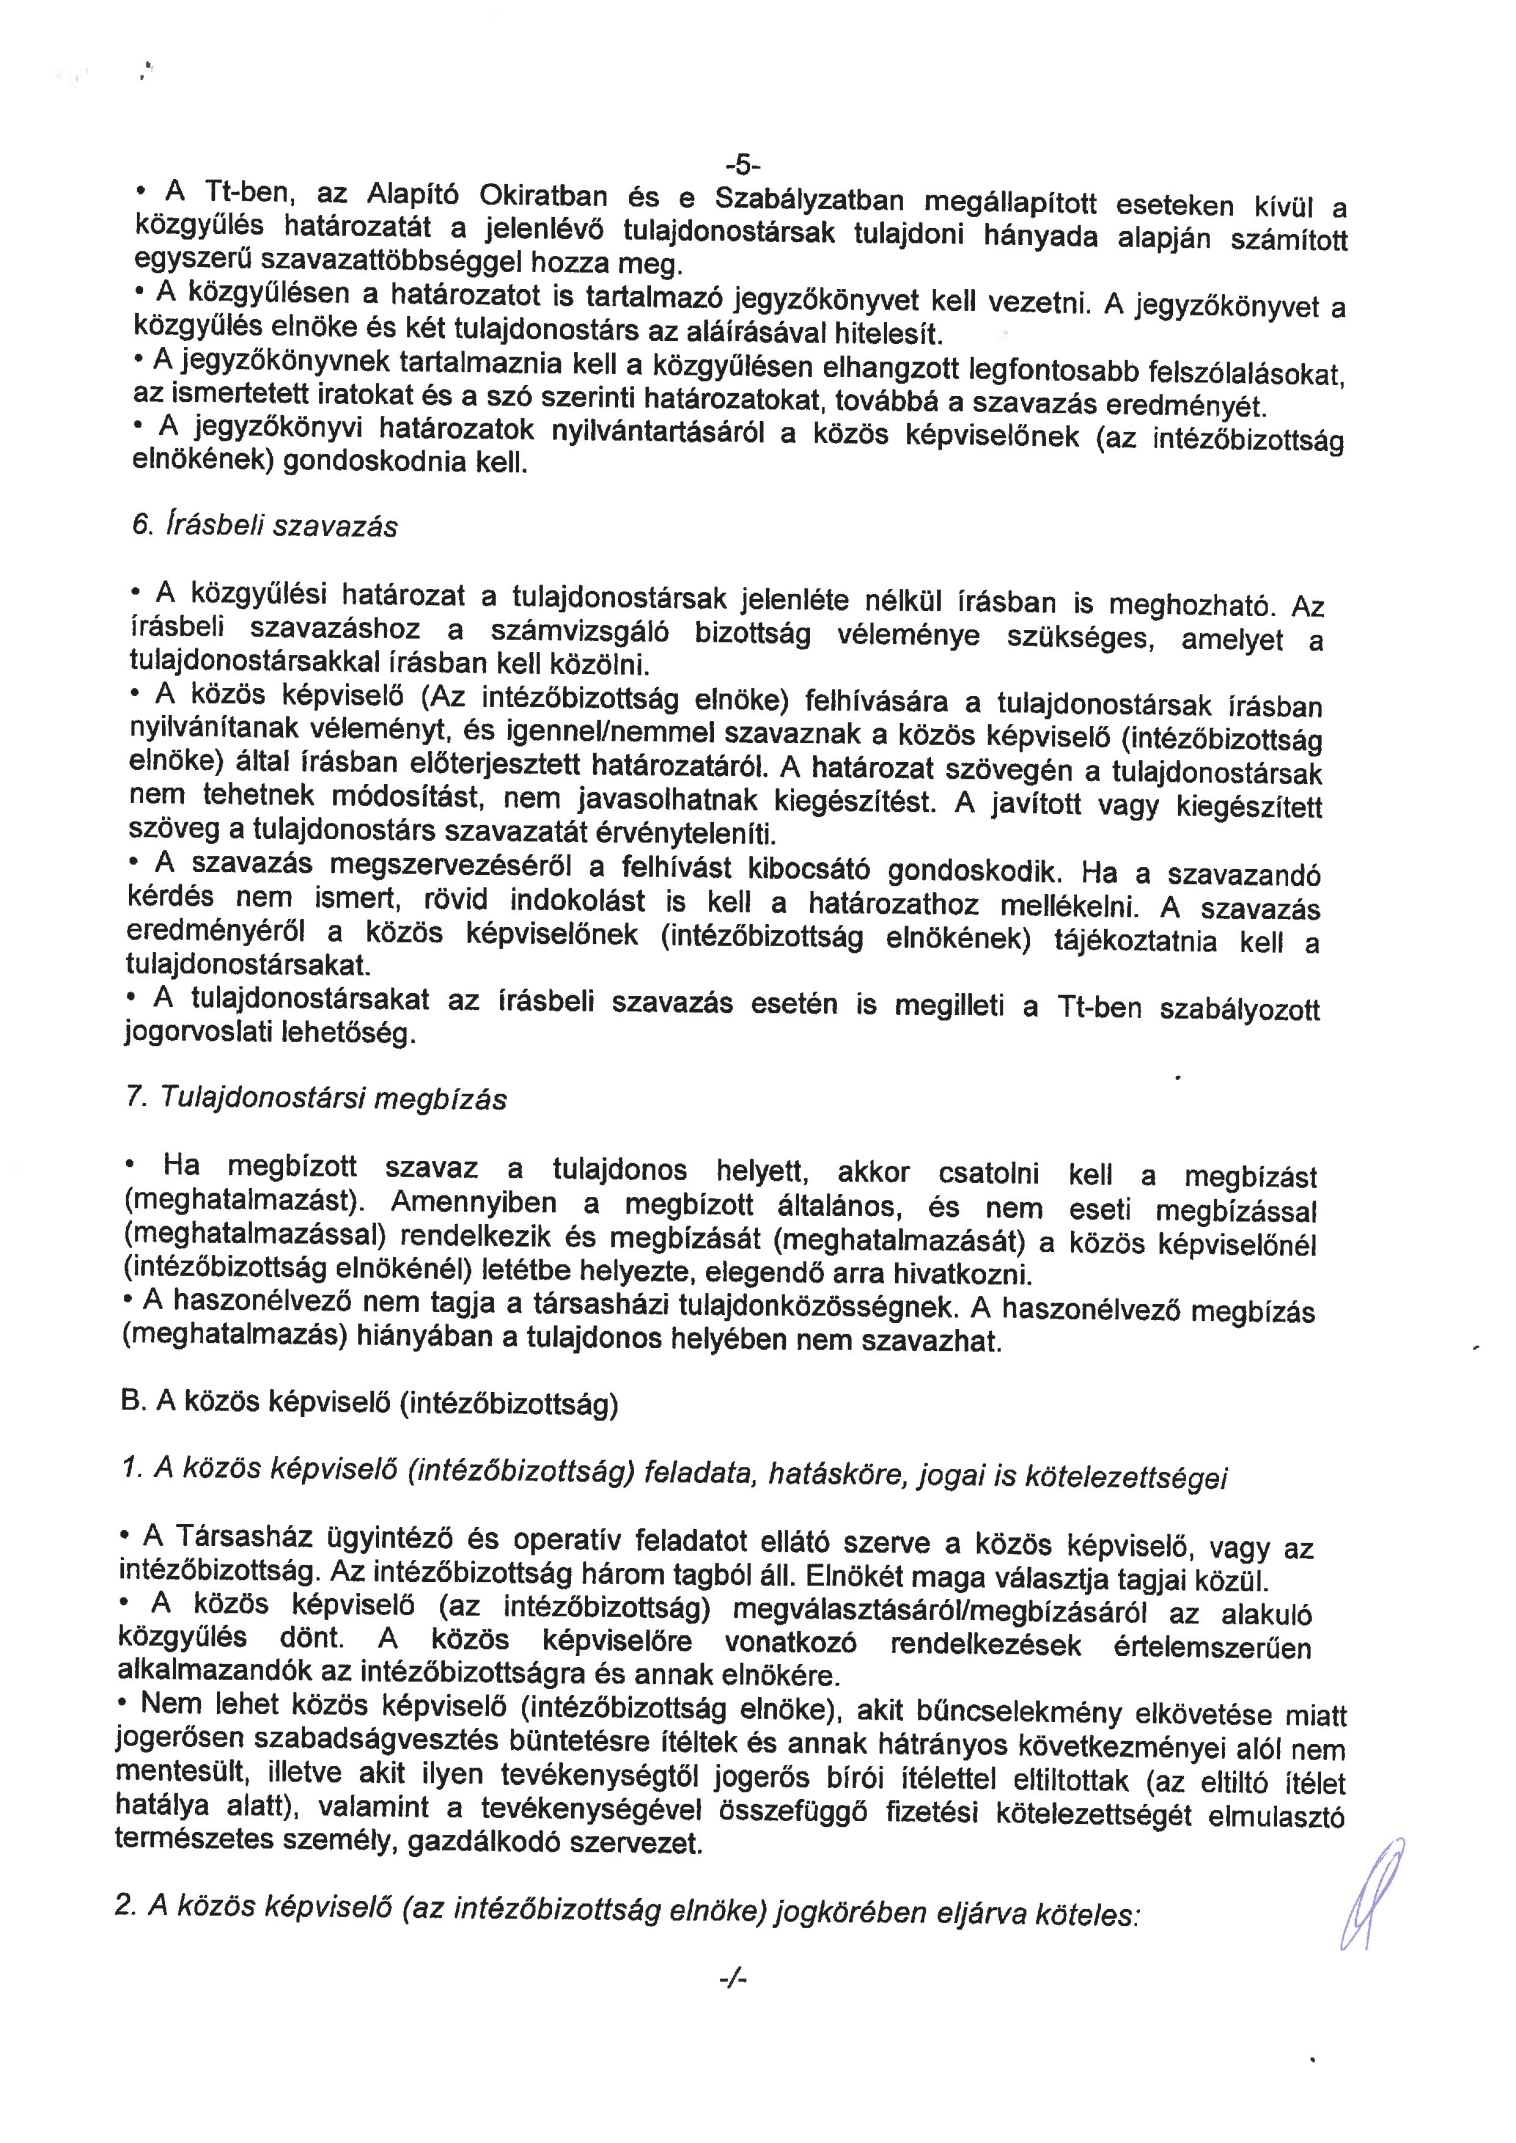 -5-
• A Tt-ben, az Alapító Okiratban és e Szabályzatban megállapított eseteken kívül a
közgyűlés határozatát a jelenlévő tulajdonostársak tulajdoni hányada alapján számított
egyszerű szavazattöbbséggel hozza meg.
• A közgyűlésen a határozatot is tartalmazó jegyzőkönyvet kell vezetni. A jegyzőkönyvet a
közgyűlés elnöke és két tulajdonostárs az aláírásával hitelesít.
• A jegyzőkönyvnek tartalmaznia kell a közgyűlésen elhangzott legfontosabb felszólalásokat,
az ismertetett iratokat és a szó szerinti határozatokat, továbbá a szavazás eredményét.
• A jegyzőkönyvi határozatok nyilvántartásáról a közös képviselőnek (az intézőbizottság
elnökének) gondoskodnia kell.
6. Írásbeli szavazás
• A közgyűlési határozat a tulajdonostársak jelenléte nélkül írásban is meghozható. Az
írásbeli szavazáshoz a számvizsgáló bizottság véleménye szükséges, amelyet a
tulajdonostársakkal írásban kell közölni.
• A közös képviselő (Az intézőbizottság elnöke) felhívására a tulajdonostársak írásban
nyilvánítanak véleményt, és igennel/nemmel szavaznak a közös képviselő (intézőbizottság
elnöke) által írásban előterjesztett határozatáról. A határozat szövegén a tulajdonostársak
nem tehetnek módosítást, nem javasolhatnak kiegészítést. A javított vagy kiegészített
szöveg a tulajdonostárs szavazatát érvényteleníti.
• A szavazás megszervezéséről a felhívást kibocsátó gondoskodik. Ha a szavazandó
kérdés nem ismert, rövid indokolást is kell a határozathoz mellékelni. A szavazás
eredményéről a közös képviselőnek (intézőbizottság elnökének) tájékoztatnia kell a
tulajdonostársakat.
• A tulajdonostársakat az írásbeli szavazás esetén is megilleti a Tt-ben szabályozott
jogorvoslati lehetőség.
7. Tulajdonostársi megbízás
• Ha megbízott szavaz a tulajdonos helyett, akkor csatolni kell a megbízást
(meghatalmazást). Amennyiben a megbízott általános, és nem eseti megbízással
(meghatalmazással) rendelkezik és megbízását (meghatalmazását) a közös képviselőnél
(intézőbizottság elnökénél) letétbe helyezte, elegendő arra hivatkozni.
• A haszonélvező nem tagja a társasházi tulajdonközösségnek. A haszonélvező megbízás
(meghatalmazás) hiányában a tulajdonos helyében nem szavazhat.
B. A közös képviselő (intézőbizottság)
1. A közös képviselő (intézőbizottság) feladata, hatásköre, jogai is kötelezettségei
• A Társasház ügyintéző és operatív feladatot ellátó szerve a közös képviselő, vagy az
intézőbizottság. Az intézőbizottság három tagból áll. Elnökét maga választja tagjai közül.
• A közös képviselő (az intézőbizottság) megválasztásáról/megbízásáról az alakuló
közgyűlés dönt. A közös képviselőre vonatkozó rendelkezések értelemszerűen
alkalmazandók az intézőbizottságra és annak elnökére.
• Nem lehet közös képviselő (intézőbizottság elnöke), akit bűncselekmény elkövetése miatt
jogerősen szabadságvesztés büntetésre ítéltek és annak hátrányos következményei alól nem
mentesült, illetve akit ilyen tevékenységtől jogerős bírói ítélettel eltiltottak (az eltiltó ítélet
hatálya alatt), valamint a tevékenységével összefüggő fizetési kötelezettségét elmulasztó
természetes személy, gazdálkodó szervezet.
2. A közös képviselő (az intézőbizottság elnöke) jogkörében eljárva köteles:
-/-